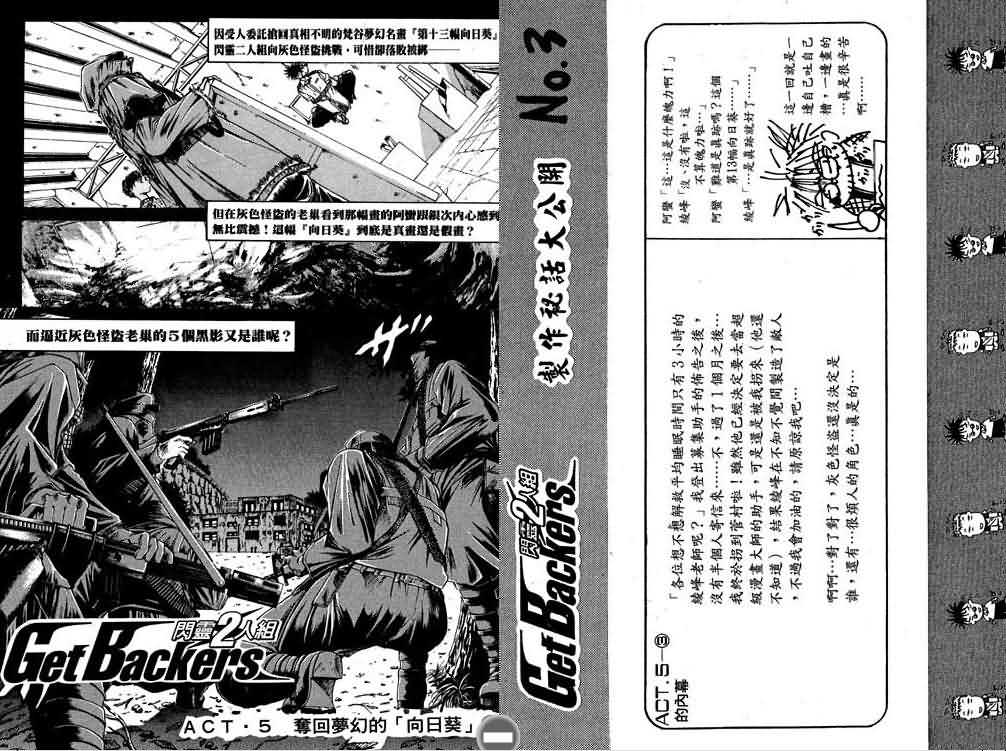 因受人委託搶回真相不明的梵谷夢幻名畫「第十三幅向日葵」
閃靈二人組向灰色怪盜挑戰，可惜卻落敗被綁——
但在灰色怪盜的老巢看到那幅畫的阿蠻跟銀次內心感到
無比震撼！這幅『向日葵』到底是真畫還是假畫？
而逼近灰色怪盜老巢的5個黑影又是誰呢？
閃靈2人組
GetBackers
ACT・5 奪回夢幻的「向日葵」
No.3
製作祕話大公開
閃靈2人組
GetBackers
這一回就是一
邊自己吐自己
槽，一邊畫的
…真是很辛苦
啊……
阿蠻「這…這是什麼魄力啊！」
綾峰「沒、沒有啦，這
不算魄力啦…」
阿蠻「難道是真跡嗎？這個
第13幅向日葵……」
綾峰「…是真跡就好了……」
ACT.5—③
的內幕
「各位想不想解救平均睡眠時間只有3小時的
綾峰老師呢？」我登出募集助手的佈告之後，
沒有半個人寄信來……不，過了1個月之後…
我終於拐到常村啦！雖然他已經決定要去當超
級漫畫大師的助手，可是還是被我拐來（他還
不知道），結果綾峰在不知不覺間製造了敵人
，不過我會加油的，請原諒我吧…
啊啊…對了對了，灰色怪盜還沒決定是
誰，還有…很煩人的角色…真是的…